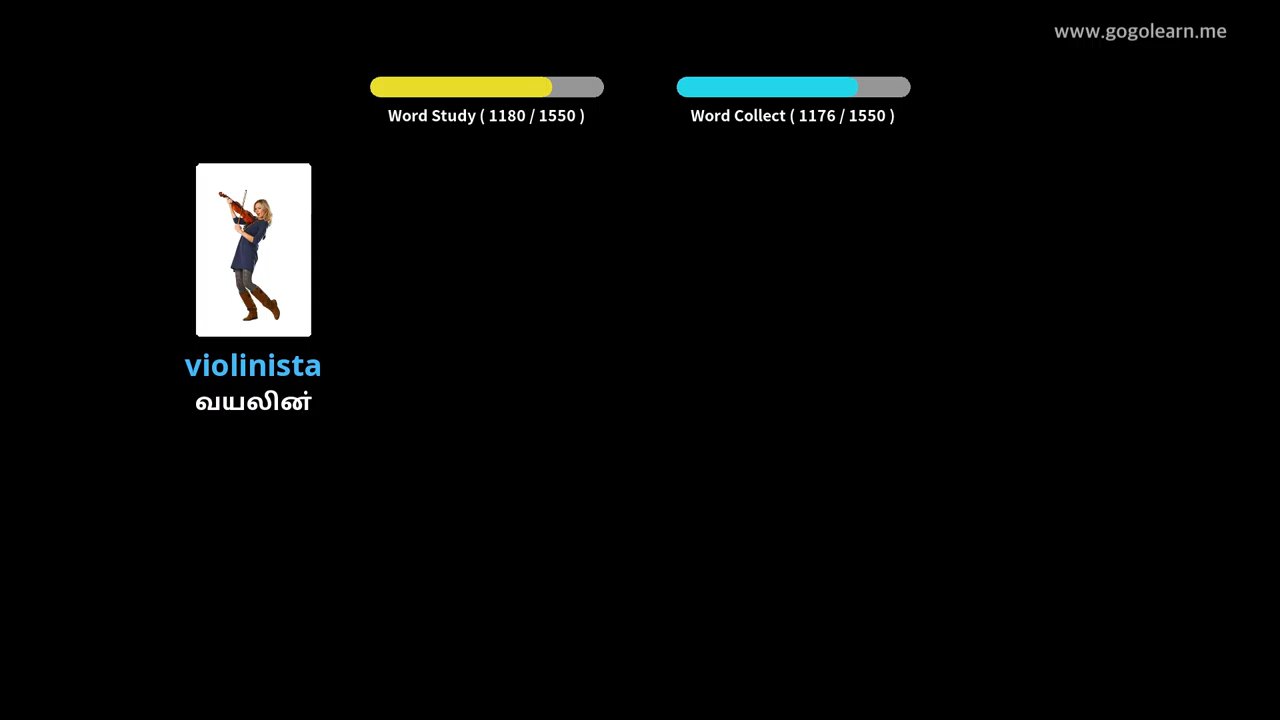 www.gogolearn.me
Word Study ( 1180 / 1550 )
Word Collect ( 1176 / 1550 )
violinista
வயலின்